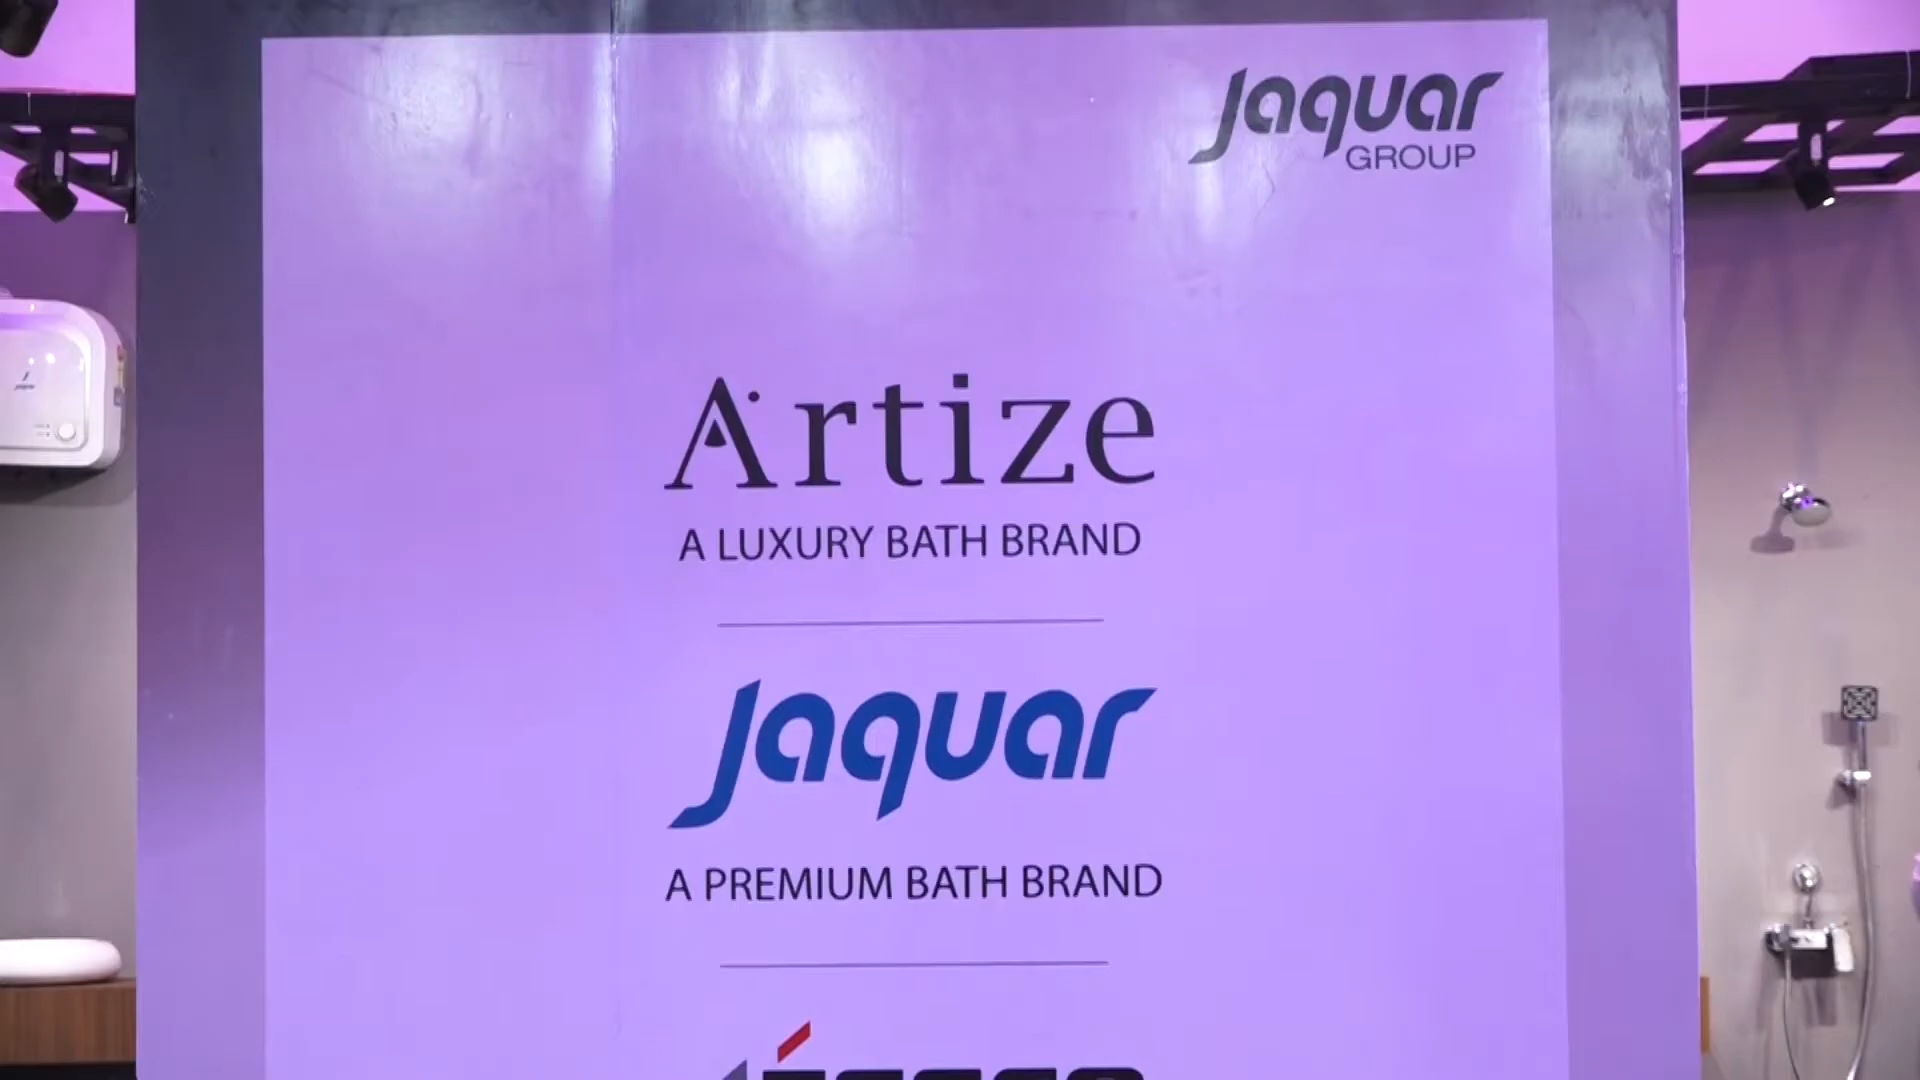 Jaquar
GROUP
Artize
A LUXURY BATH BRAND
Jaquar
A PREMIUM BATH BRAND